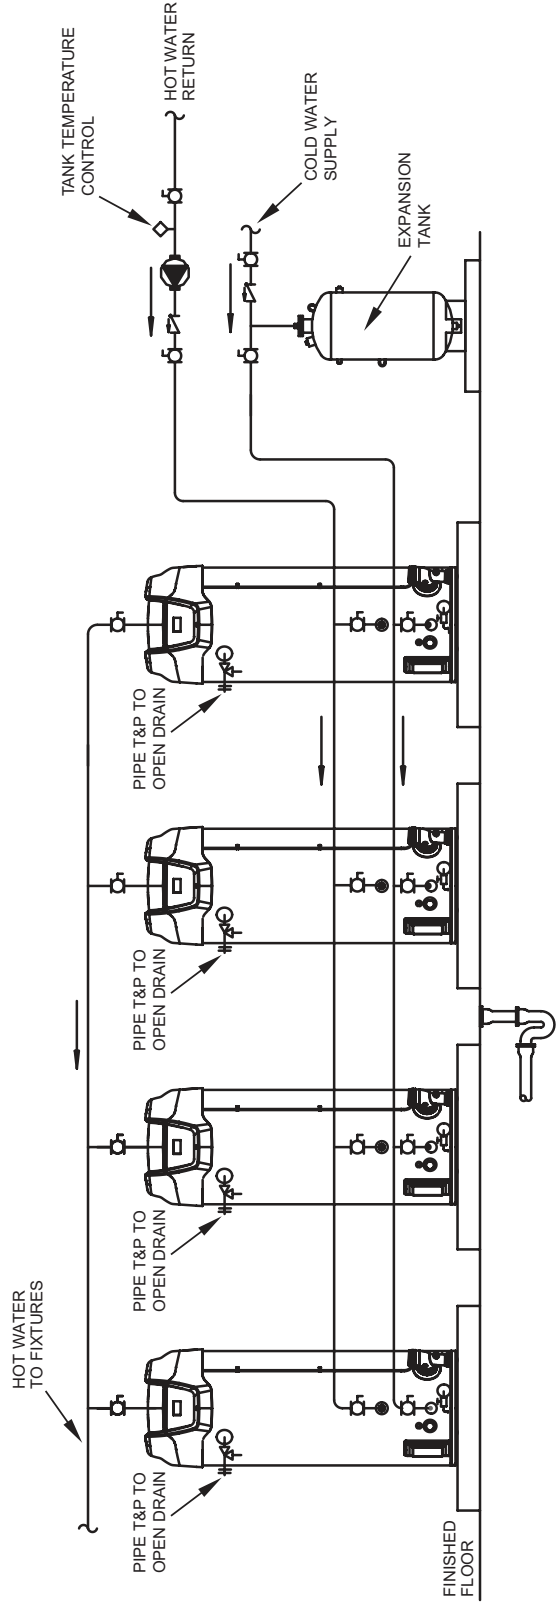 HOT WATER
TO FIXTURES
PIPE T&P TO
OPEN DRAIN
PIPE T&P TO
OPEN DRAIN
PIPE T&P TO
OPEN DRAIN
PIPE T&P TO
OPEN DRAIN
TANK TEMPERATURE
CONTROL
HOT WATER
RETURN
COLD WATER
SUPPLY
EXPANSION
TANK
FINISHED
FLOOR